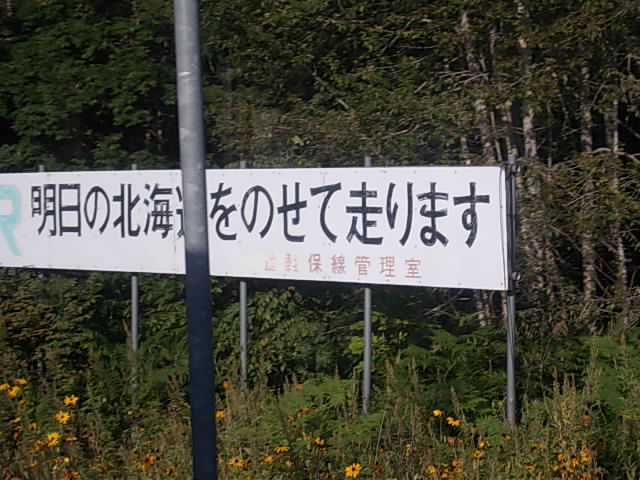 R 明日の北海道をのせて走ります
遠軽保線管理室